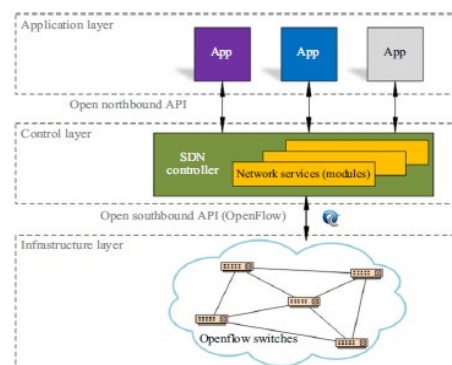 Application layer
App
App
App
Open northbound API
Control layer
SDN
controller
Network services (modules)
Open southbound API (OpenFlow)
Infrastructure layer
Openflow switches